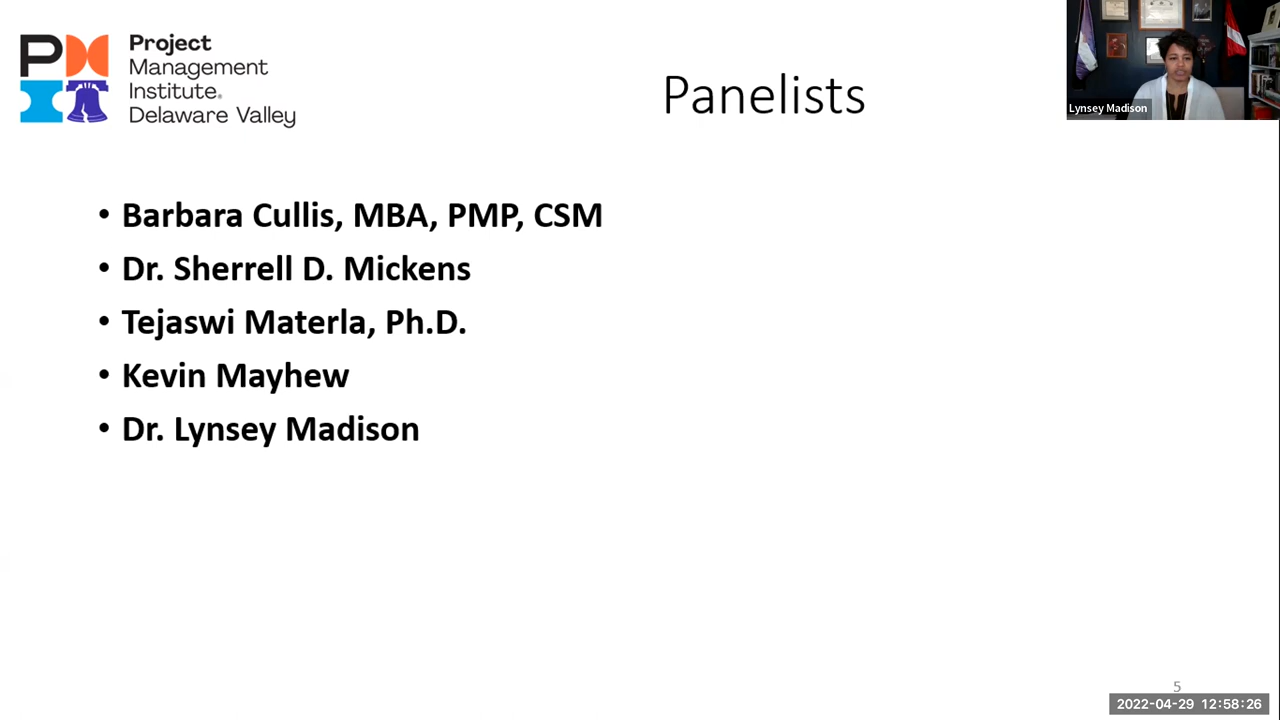 Project
Management
Institute.
Delaware Valley
Panelists
Lynsey Madison
• Barbara Cullis, MBA, PMP, CSM
• Dr. Sherrell D. Mickens
• Tejaswi Materla, Ph.D.
• Kevin Mayhew
• Dr. Lynsey Madison
5
2022-04-29 12:58:26